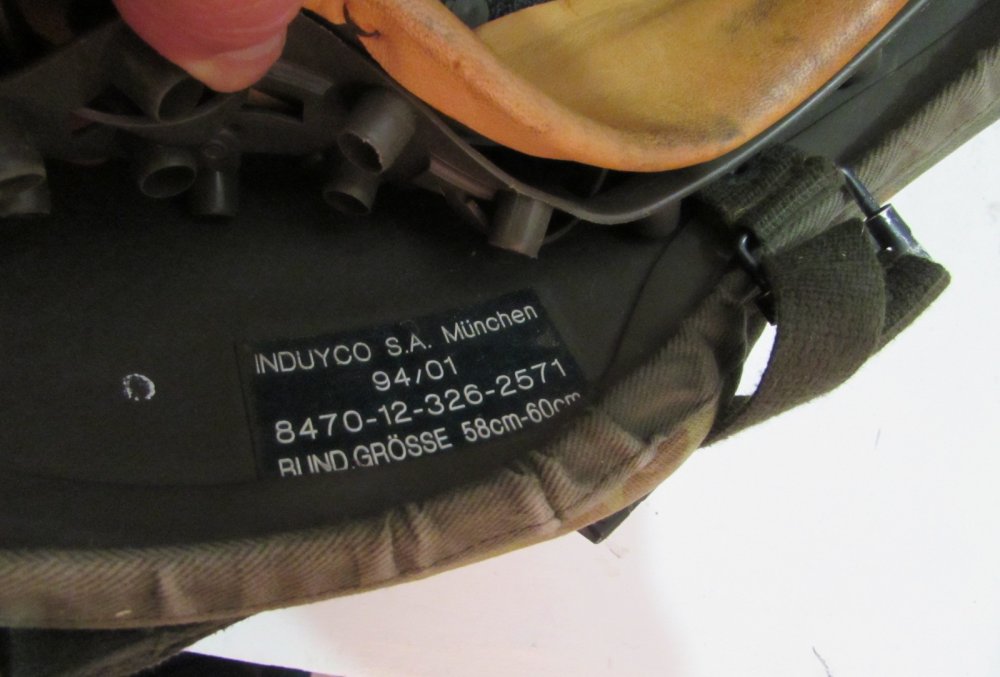 INDUYCO S.A. München
94/01
8470-12-326-2571
BUND.GRÖSSE 58cm-60cm